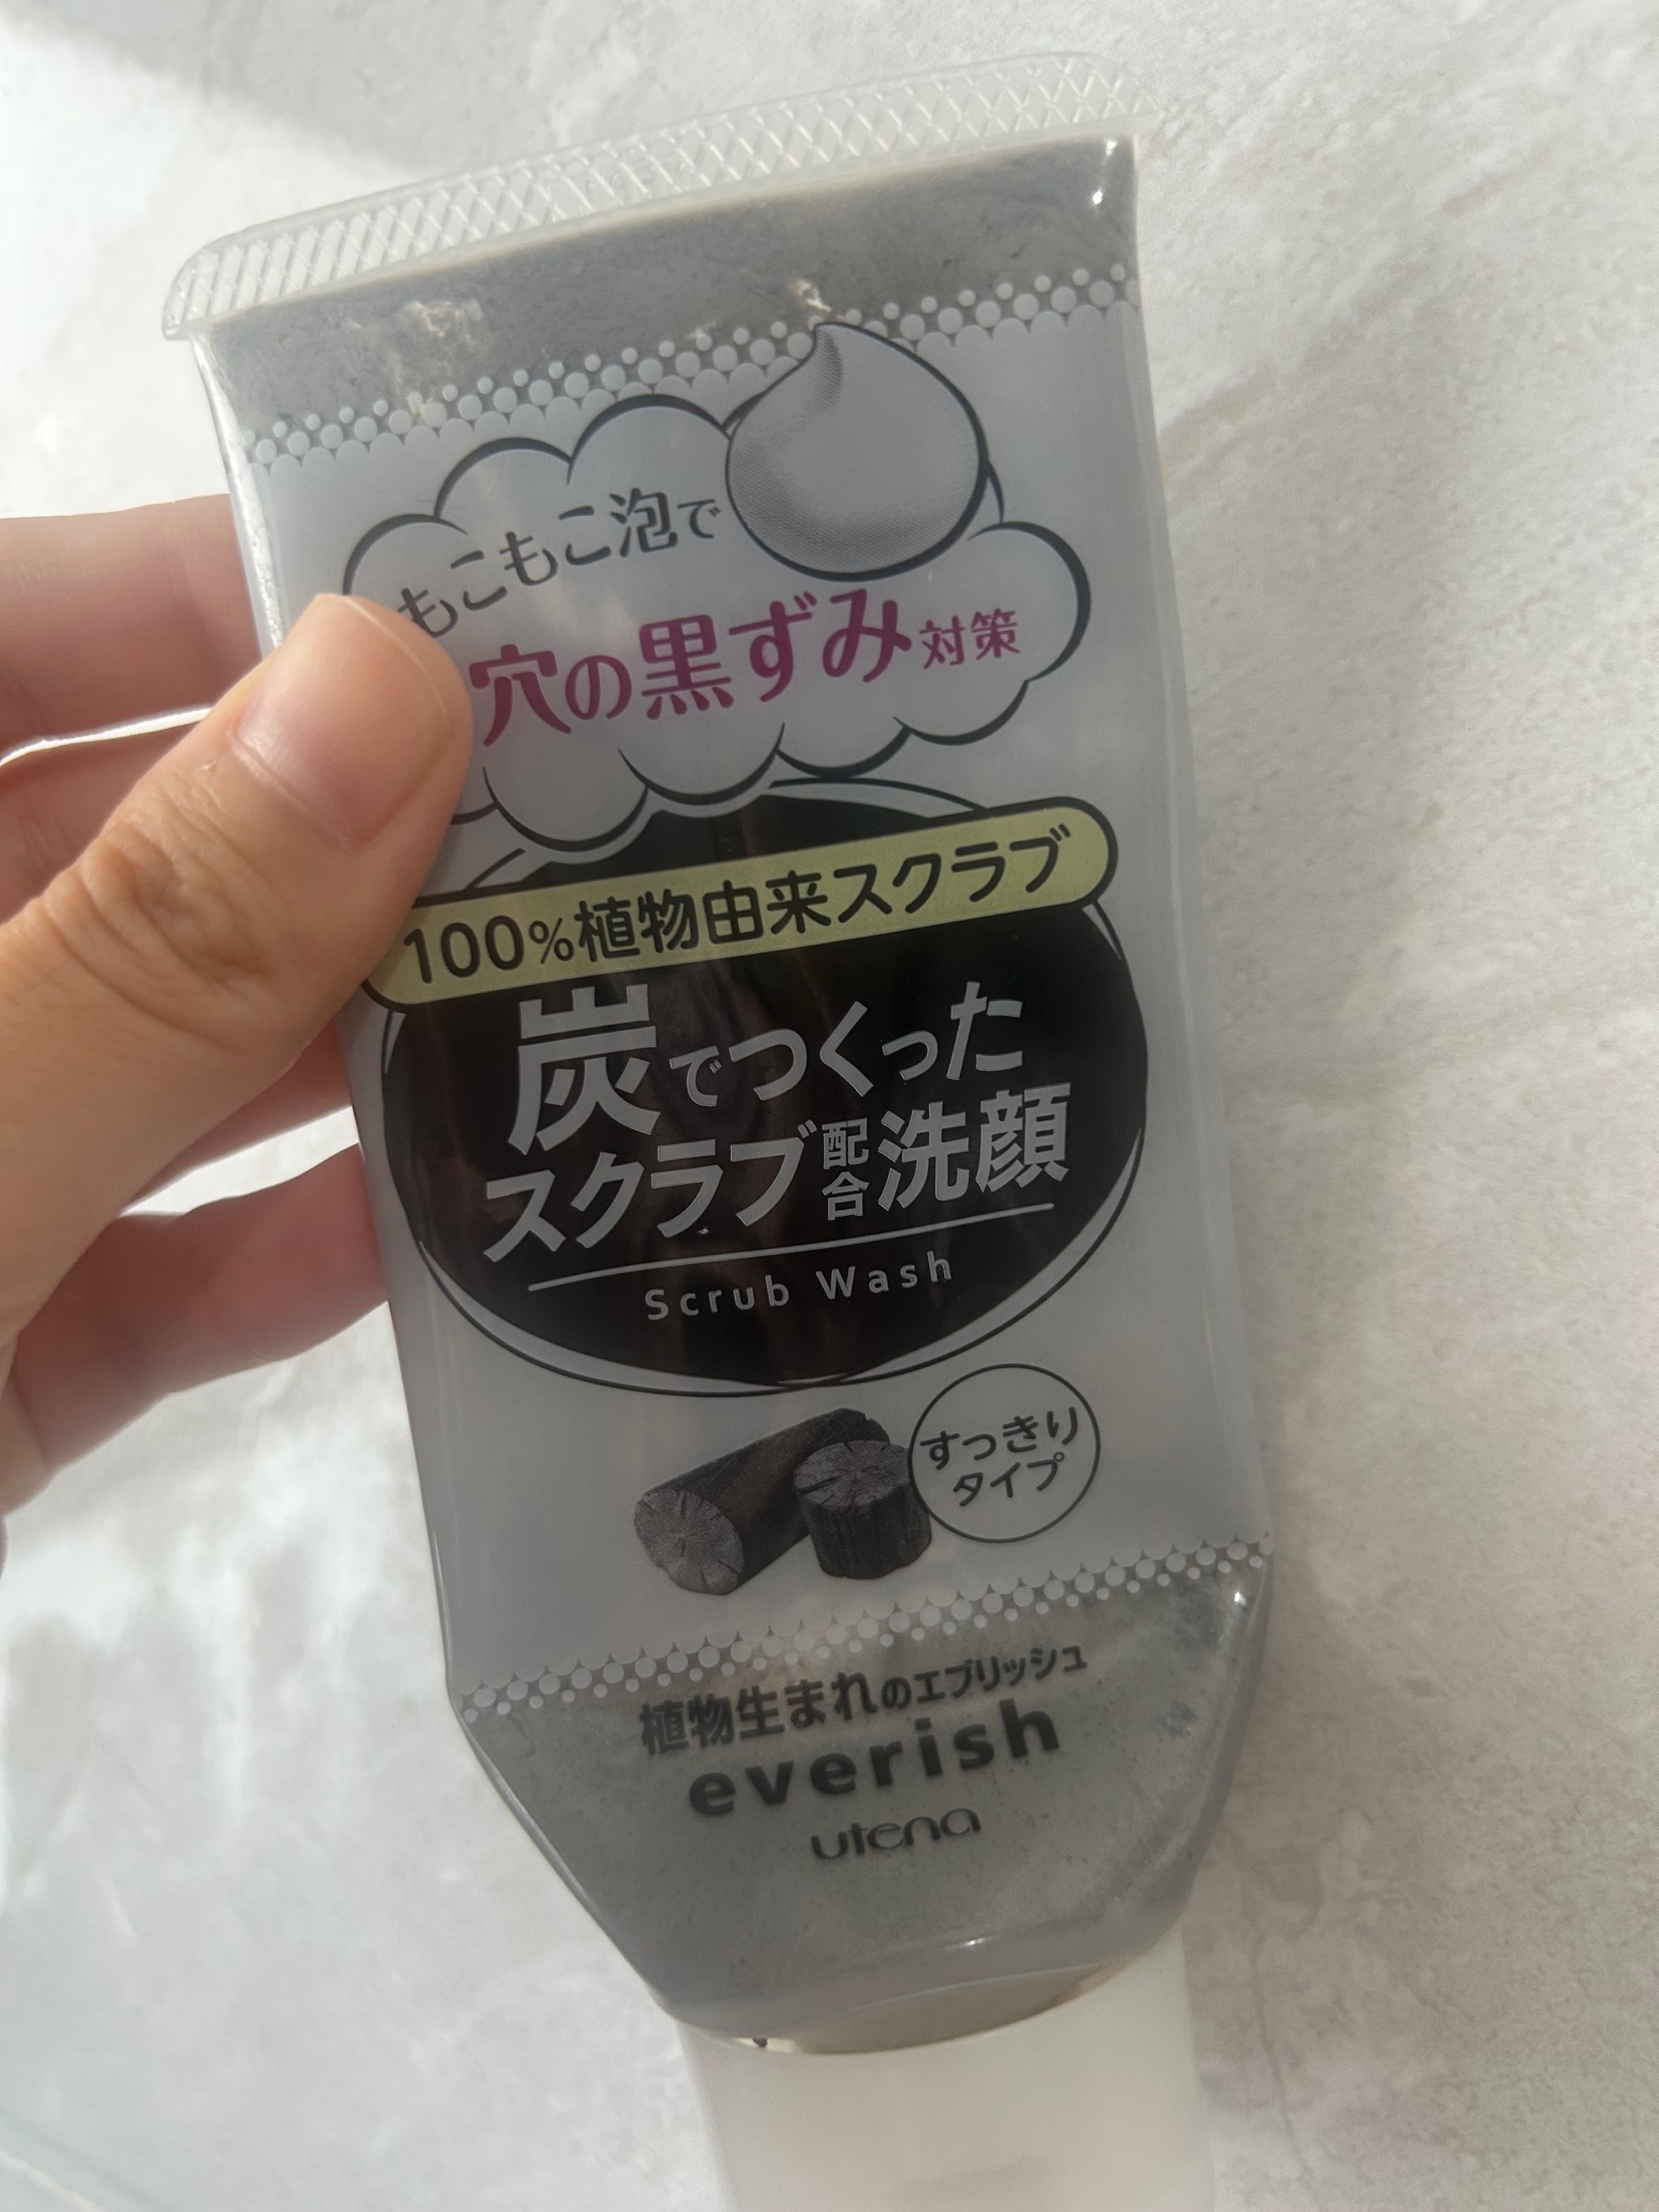 もこもこ泡で
穴の黒ずみ対策
100%植物由来スクラブ
炭でつくった
スクラブ配合洗顔
Scrub Wash
すっきり
タイプ
植物生まれのエブリッシュ
everish
utena